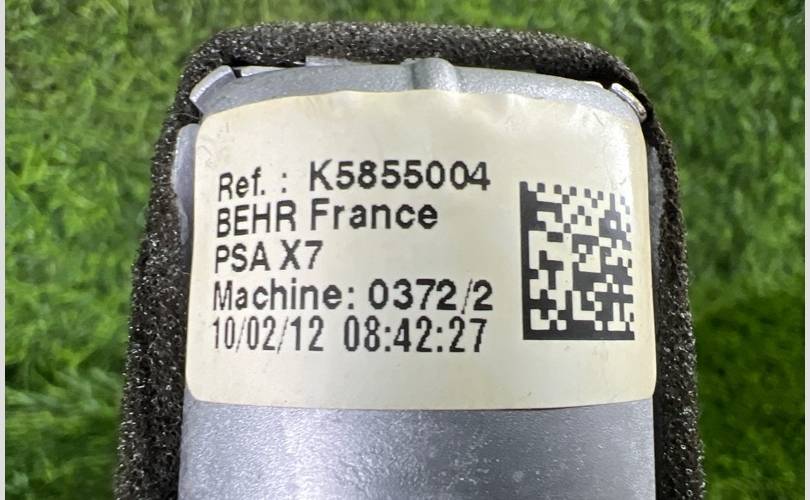 Ref. : K5855004
BEHR France
PSA X7
Machine: 0372/2
10/02/12 08:42:27